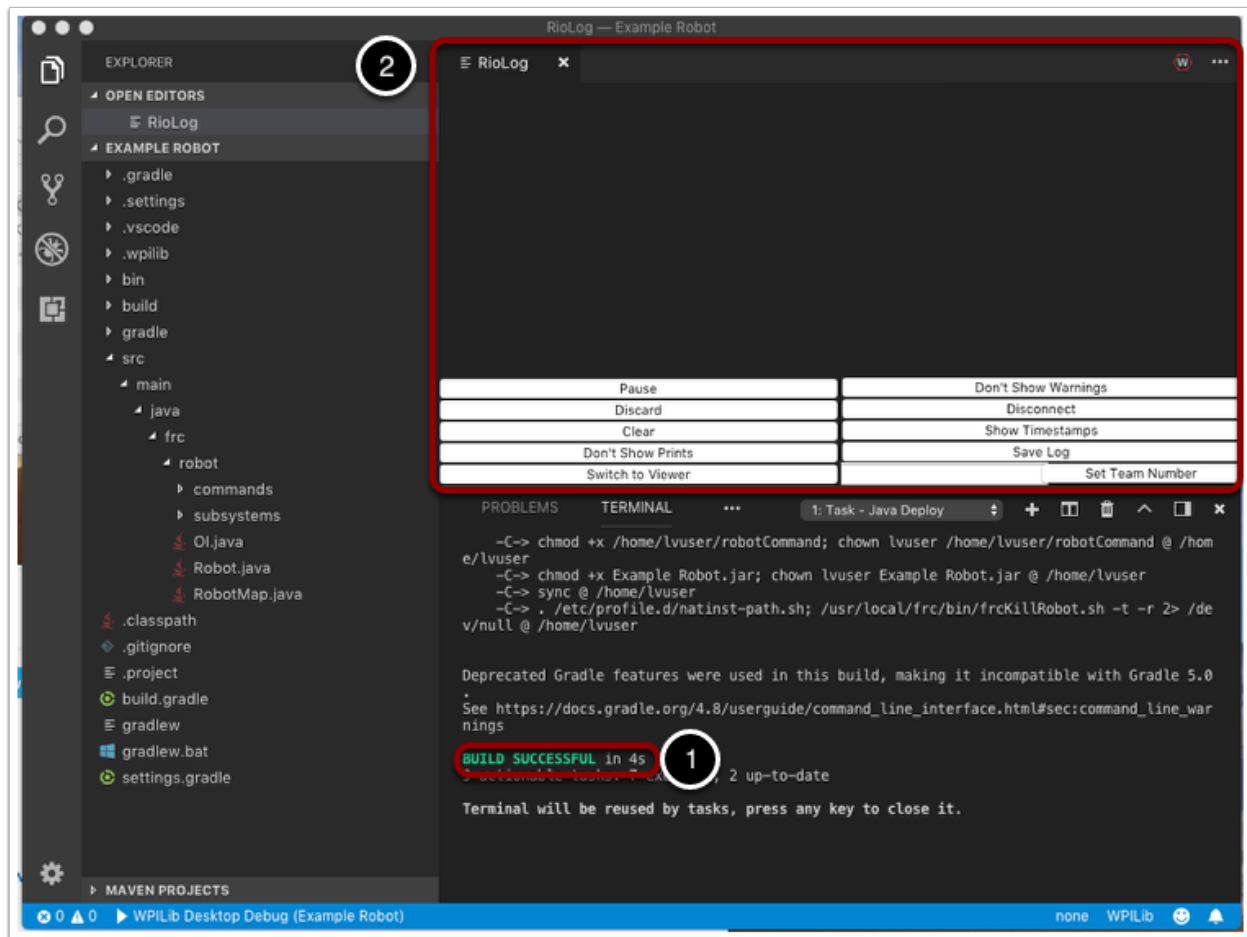 RioLog — Example Robot
EXPLORER
2
RioLog
W
OPEN EDITORS
RioLog
EXAMPLE ROBOT
.gradle
.settings
.vscode
.wpilib
bin
build
gradle
src
main
java
frc
robot
commands
subsystems
OI.java
Robot.java
RobotMap.java
.classpath
.gitignore
.project
build.gradle
gradlew
gradlew.bat
settings.gradle
MAVEN PROJECTS
Pause
Don't Show Warnings
Discard
Disconnect
Clear
Show Timestamps
Don't Show Prints
Save Log
Switch to Viewer
Set Team Number
PROBLEMS TERMINAL ••• 1: Task - Java Deploy
-C-> chmod +x /home/lvuser/robotCommand; chown lvuser /home/lvuser/robotCommand @ /hom
e/lvuser
-C-> chmod +x Example Robot.jar; chown lvuser Example Robot.jar @ /home/lvuser
-C-> sync @ /home/lvuser
-C-> . /etc/profile.d/natinst-path.sh; /usr/local/frc/bin/frcKillRobot.sh -t -r 2> /de
v/null @ /home/lvuser
Deprecated Gradle features were used in this build, making it incompatible with Gradle 5.0
.
See https://docs.gradle.org/4.8/userguide/command_line_interface.html#sec:command_line_war
nings
BUILD SUCCESSFUL in 4s
1
, 2 up-to-date
Terminal will be reused by tasks, press any key to close it.
0 0 WPILib Desktop Debug (Example Robot)
none WPILib